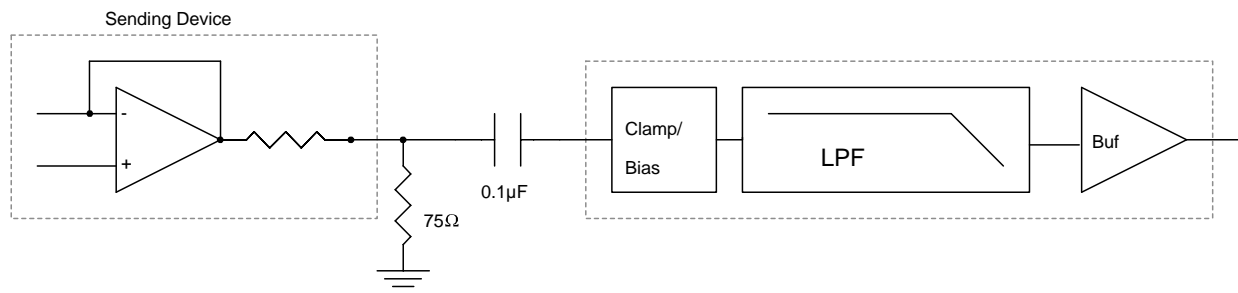 Sending Device
-
+
75Ω
0.1µF
Clamp/
Bias
LPF
Buf